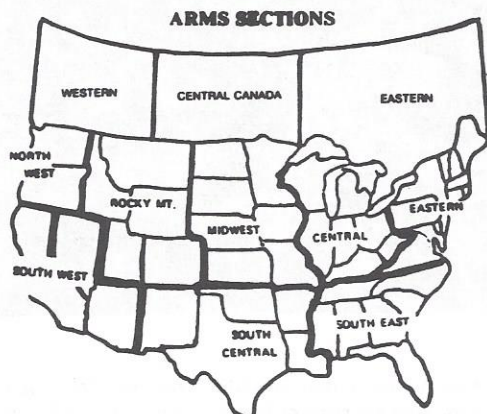 ARMS SECTIONS
WESTERN
CENTRAL CANADA
EASTERN
NORTH
WEST
ROCKY MT.
MIDWEST
CENTRAL
EASTERN
SOUTH WEST
SOUTH
CENTRAL
SOUTH EAST